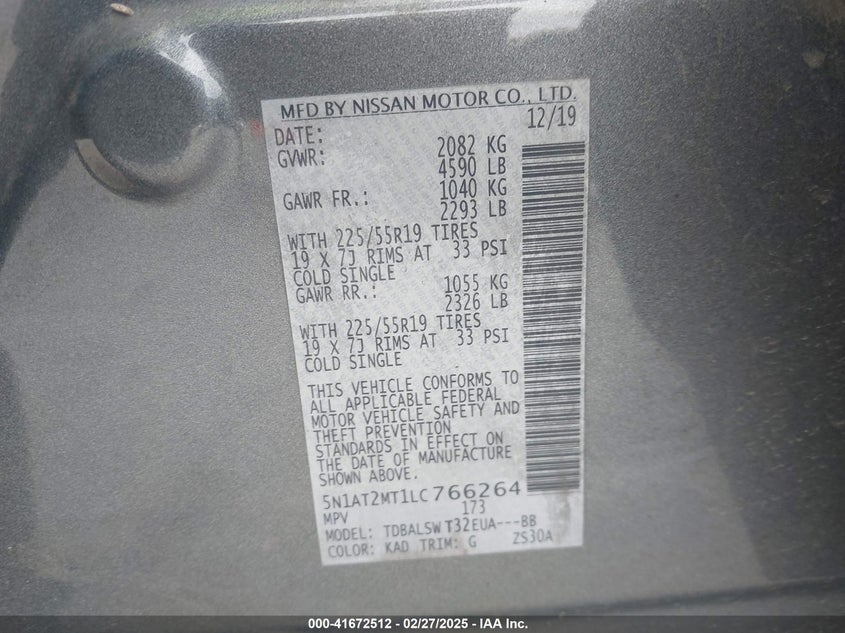 MFD BY NISSAN MOTOR CO., LTD.
DATE: 12/19
GVWR: 2082 KG
4590 LB
GAWR FR.: 1040 KG
2293 LB
WITH 225/55R19 TIRES
19 X 7J RIMS AT 33 PSI
COLD SINGLE
GAWR RR.: 1055 KG
2326 LB
WITH 225/55R19 TIRES
19 X 7J RIMS AT 33 PSI
COLD SINGLE
THIS VEHICLE CONFORMS TO
ALL APPLICABLE FEDERAL
MOTOR VEHICLE SAFETY AND
THEFT PREVENTION
STANDARDS IN EFFECT ON
THE DATE OF MANUFACTURE
SHOWN ABOVE.
5N1AT2MT1LC766264
MPV 173
MODEL: TDBALSW T32EUA---BB
COLOR: KAD TRIM: G ZS30A
000-41672512 - 02/27/2025 - IAA Inc.